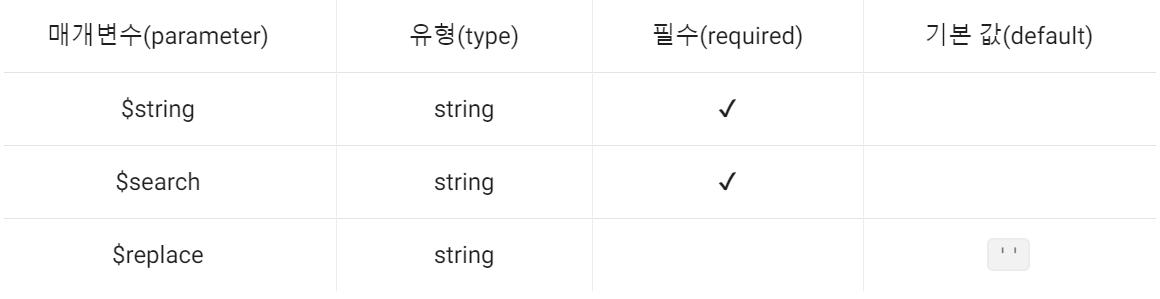 매개변수(parameter) 유형(type) 필수(required) 기본 값(default)
$string string ✓
$search string ✓
$replace string ''